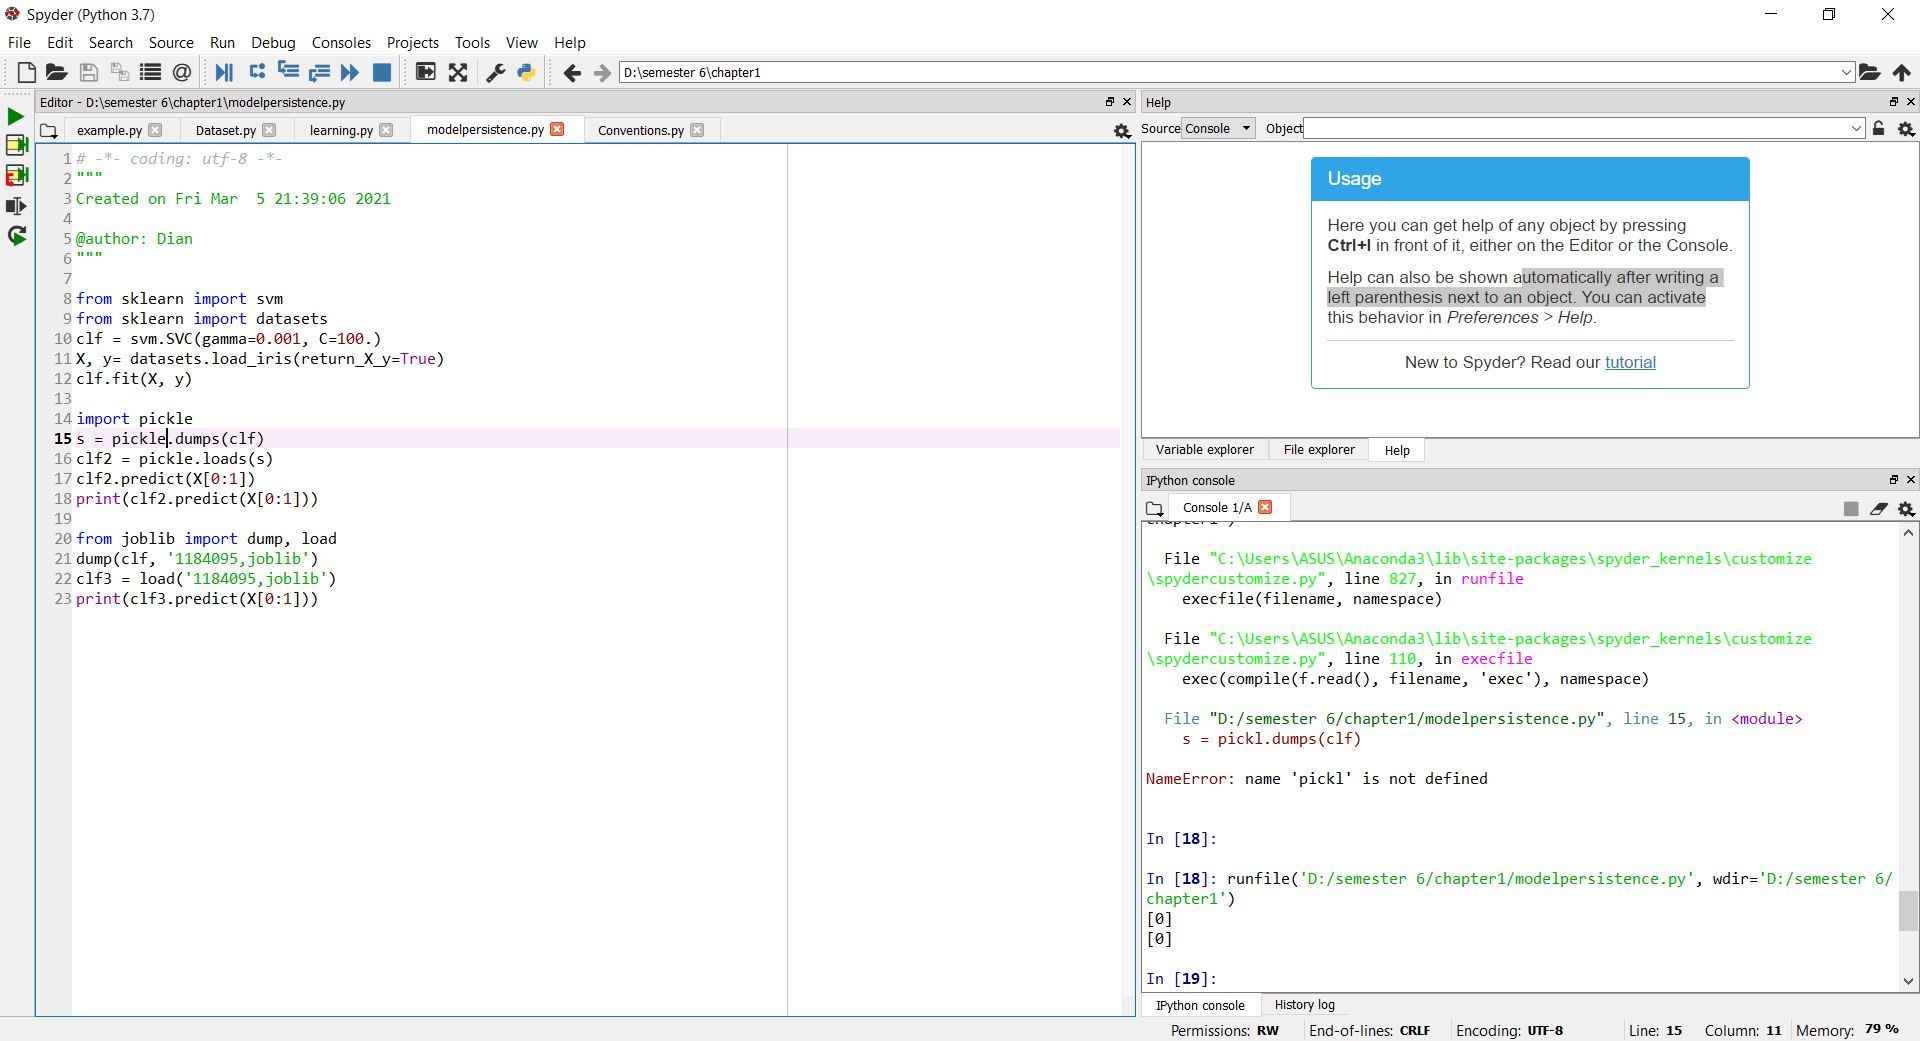 Spyder (Python 3.7)
File Edit Search Source Run Debug Consoles Projects Tools View Help
D:\semester 6\chapter1
Editor - D:\semester 6\chapter1\modelpersistence.py
example.py Dataset.py learning.py modelpersistence.py Conventions.py
1 # -*- coding: utf-8 -*-
2 """
3 Created on Fri Mar  5 21:39:06 2021
4
5 @author: Dian
6 """
7
8 from sklearn import svm
9 from sklearn import datasets
10 clf = svm.SVC(gamma=0.001, C=100.)
11 X, y= datasets.load_iris(return_X_y=True)
12 clf.fit(X, y)
13
14 import pickle
15 s = pickle.dumps(clf)
16 clf2 = pickle.loads(s)
17 clf2.predict(X[0:1])
18 print(clf2.predict(X[0:1]))
19
20 from joblib import dump, load
21 dump(clf, '1184095,joblib')
22 clf3 = load('1184095,joblib')
23 print(clf3.predict(X[0:1]))
Help
Source Console Object
Usage
Here you can get help of any object by pressing
Ctrl+I in front of it, either on the Editor or the Console.
Help can also be shown automatically after writing a
left parenthesis next to an object. You can activate
this behavior in Preferences > Help.
New to Spyder? Read our tutorial
Variable explorer File explorer Help
IPython console
Console 1/A
File "C:\Users\ASUS\Anaconda3\lib\site-packages\spyder_kernels\customize
\spydercustomize.py", line 827, in runfile
execfile(filename, namespace)
File "C:\Users\ASUS\Anaconda3\lib\site-packages\spyder_kernels\customize
\spydercustomize.py", line 110, in execfile
exec(compile(f.read(), filename, 'exec'), namespace)
File "D:/semester 6/chapter1/modelpersistence.py", line 15, in <module>
s = pickl.dumps(clf)
NameError: name 'pickl' is not defined
In [18]:
In [18]: runfile('D:/semester 6/chapter1/modelpersistence.py', wdir='D:/semester 6/
chapter1')
[0]
[0]
In [19]:
IPython console History log
Permissions: RW End-of-lines: CRLF Encoding: UTF-8 Line: 15 Column: 11 Memory: 79 %